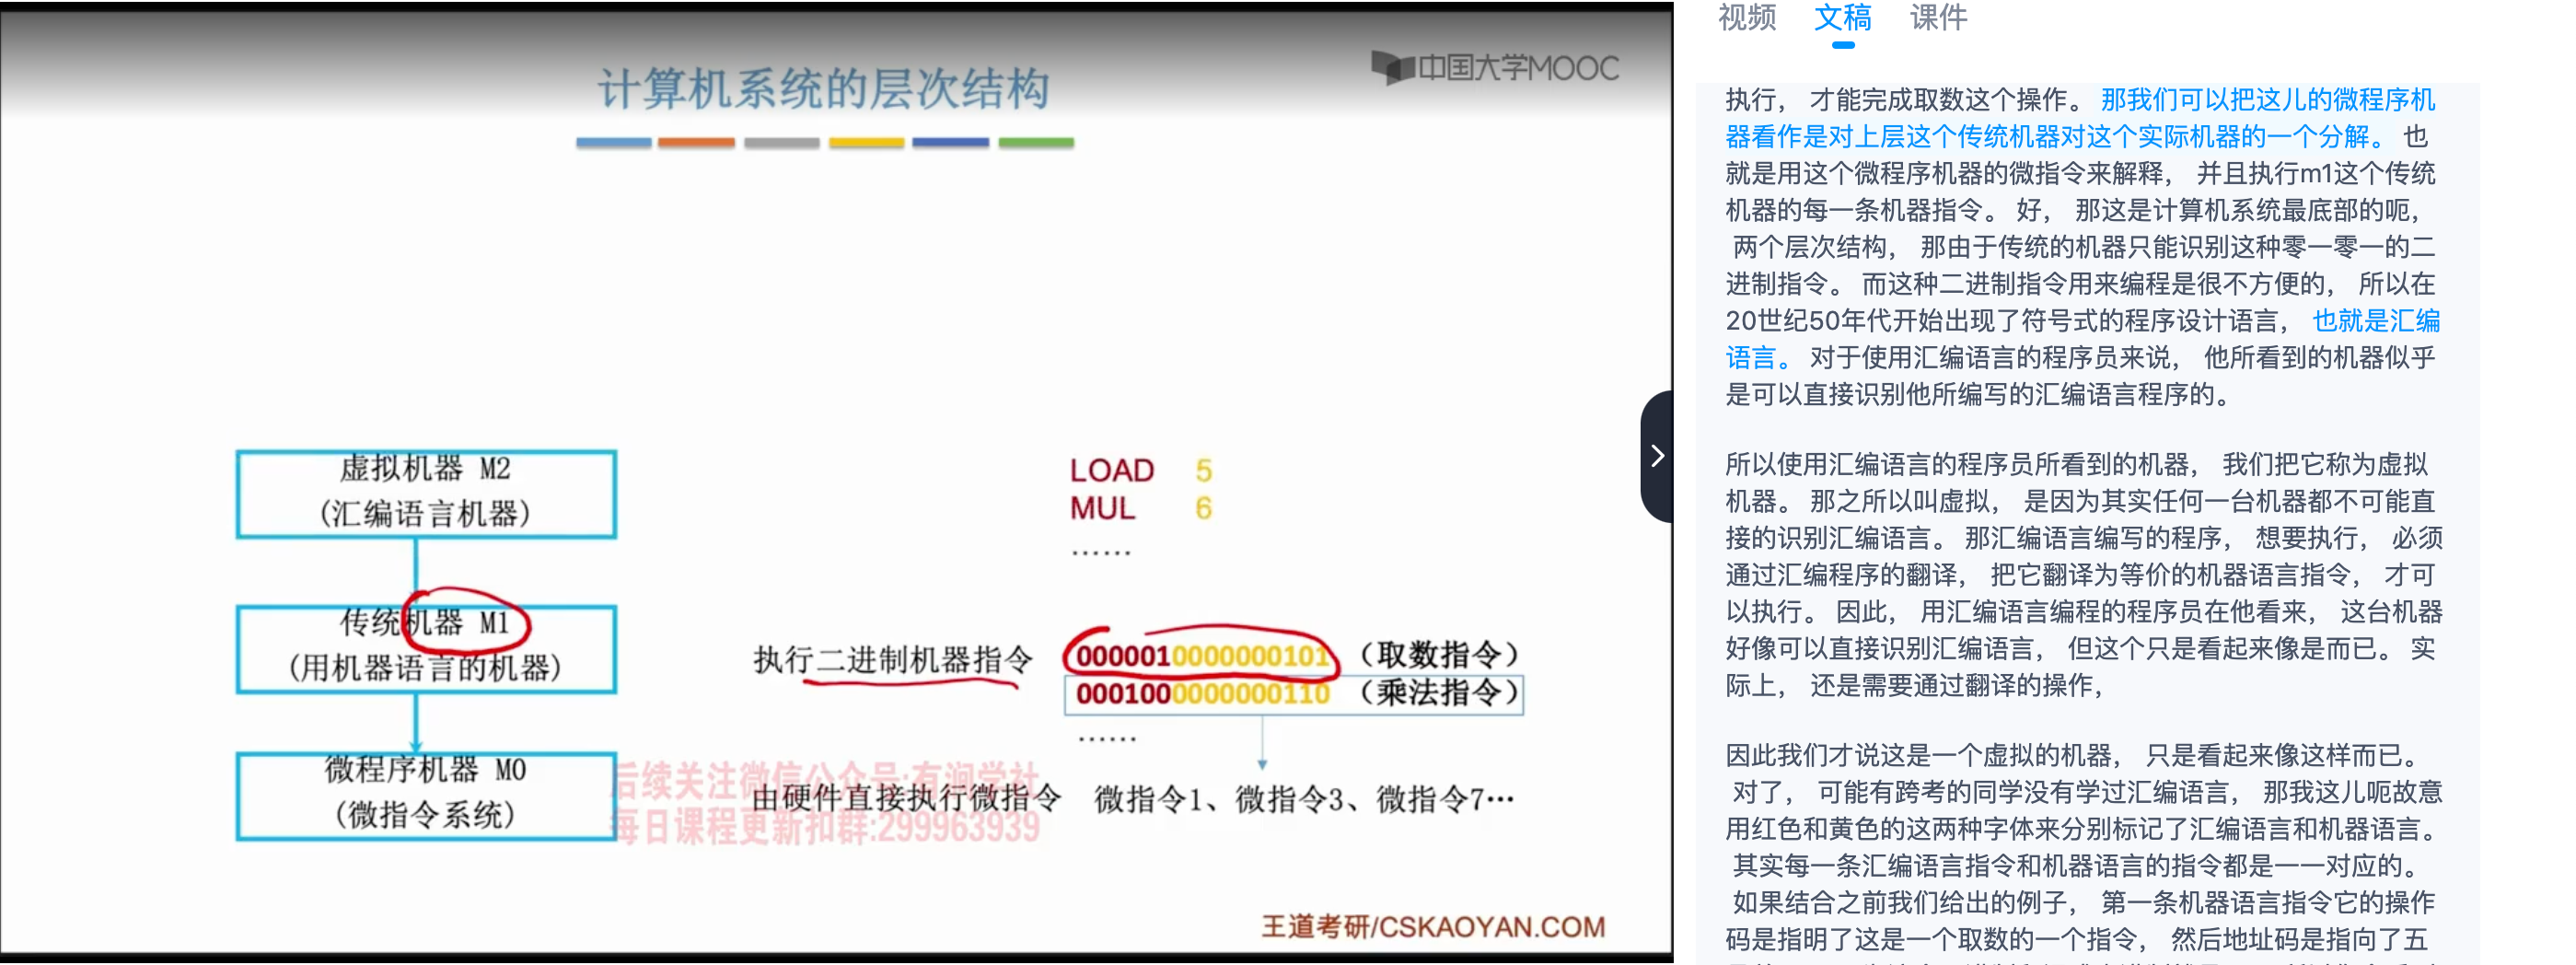 计算机系统的层次结构
中国大学MOOC
虚拟机器 M2
(汇编语言机器)
传统机器 M1
(用机器语言的机器)
微程序机器 M0
(微指令系统)
LOAD 5
MUL 6
……
执行二进制机器指令
0000010000000101 （取数指令）
0001000000000110 （乘法指令）
……
由硬件直接执行微指令 微指令1、微指令3、微指令7…
后续关注微信公众号:有涧学社
每日课程更新扣群:299963939
王道考研/CSKAOYAN.COM
视频 文稿 课件
执行， 才能完成取数这个操作。 那我们可以把这儿的微程序机
器看作是对上层这个传统机器对这个实际机器的一个分解。 也
就是用这个微程序机器的微指令来解释， 并且执行m1这个传统
机器的每一条机器指令。 好， 那这是计算机系统最底部的呃，
两个层次结构， 那由于传统的机器只能识别这种零一零一的二
进制指令。 而这种二进制指令用来编程是很不方便的， 所以在
20世纪50年代开始出现了符号式的程序设计语言， 也就是汇编
语言。 对于使用汇编语言的程序员来说， 他所看到的机器似乎
是可以直接识别他所编写的汇编语言程序的。
所以使用汇编语言的程序员所看到的机器， 我们把它称为虚拟
机器。 那之所以叫虚拟， 是因为其实任何一台机器都不可能直
接的识别汇编语言。 那汇编语言编写的程序， 想要执行， 必须
通过汇编程序的翻译， 把它翻译为等价的机器语言指令， 才可
以执行。 因此， 用汇编语言编程的程序员在他看来， 这台机器
好像可以直接识别汇编语言， 但这个只是看起来像是而已。 实
际上， 还是需要通过翻译的操作，
因此我们才说这是一个虚拟的机器， 只是看起来像这样而已。
对了， 可能有跨考的同学没有学过汇编语言， 那我这儿呃故意
用红色和黄色的这两种字体来分别标记了汇编语言和机器语言。
其实每一条汇编语言指令和机器语言的指令都是一一对应的。
如果结合之前我们给出的例子， 第一条机器语言指令它的操作
码是指明了这是一个取数的一个指令， 然后地址码是指向了五